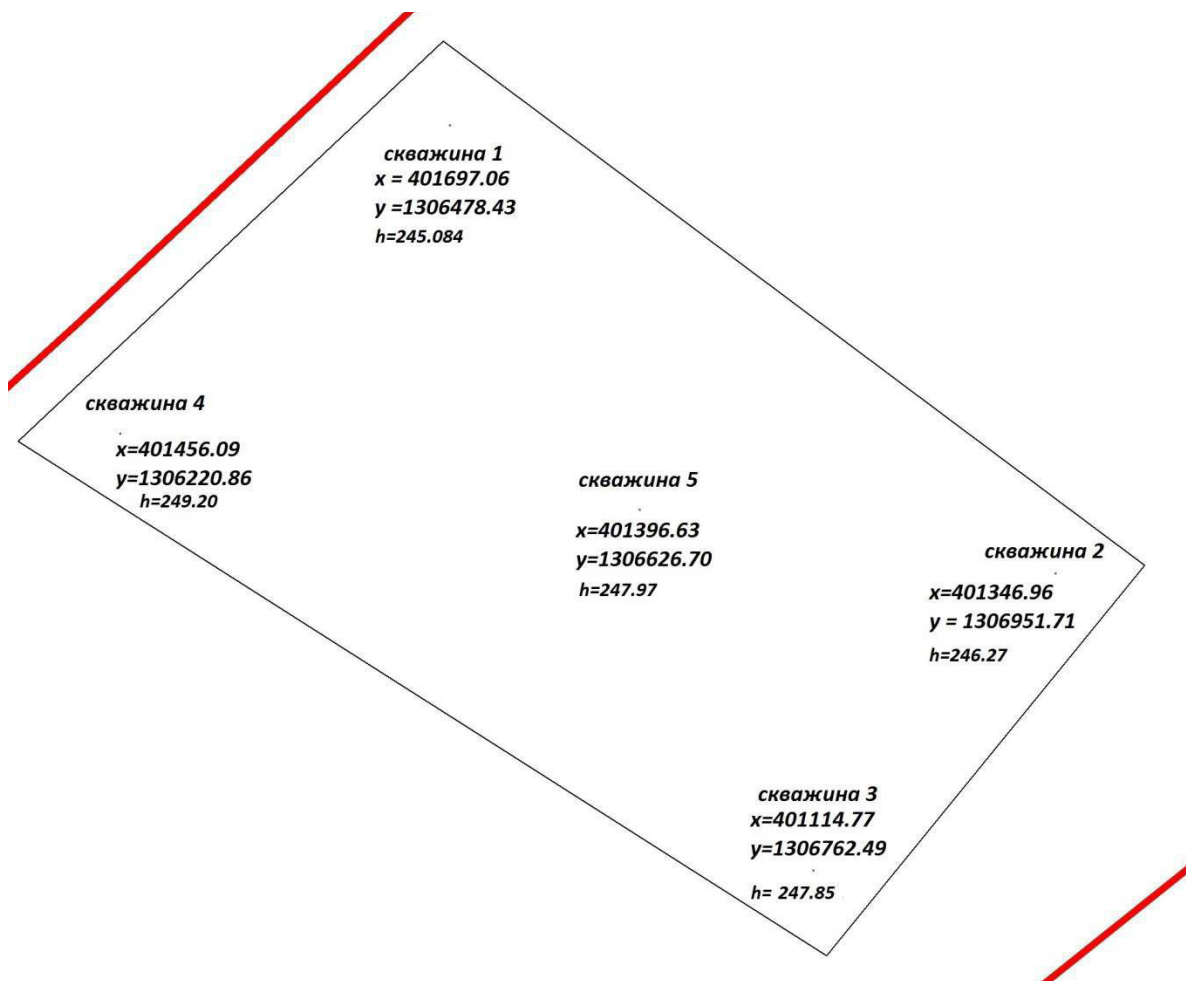 скважина 1
x = 401697.06
y =1306478.43
h=245.084
скважина 4
x=401456.09
y=1306220.86
h=249.20
скважина 5
x=401396.63
y=1306626.70
h=247.97
скважина 2
x=401346.96
y = 1306951.71
h=246.27
скважина 3
x=401114.77
y=1306762.49
h= 247.85